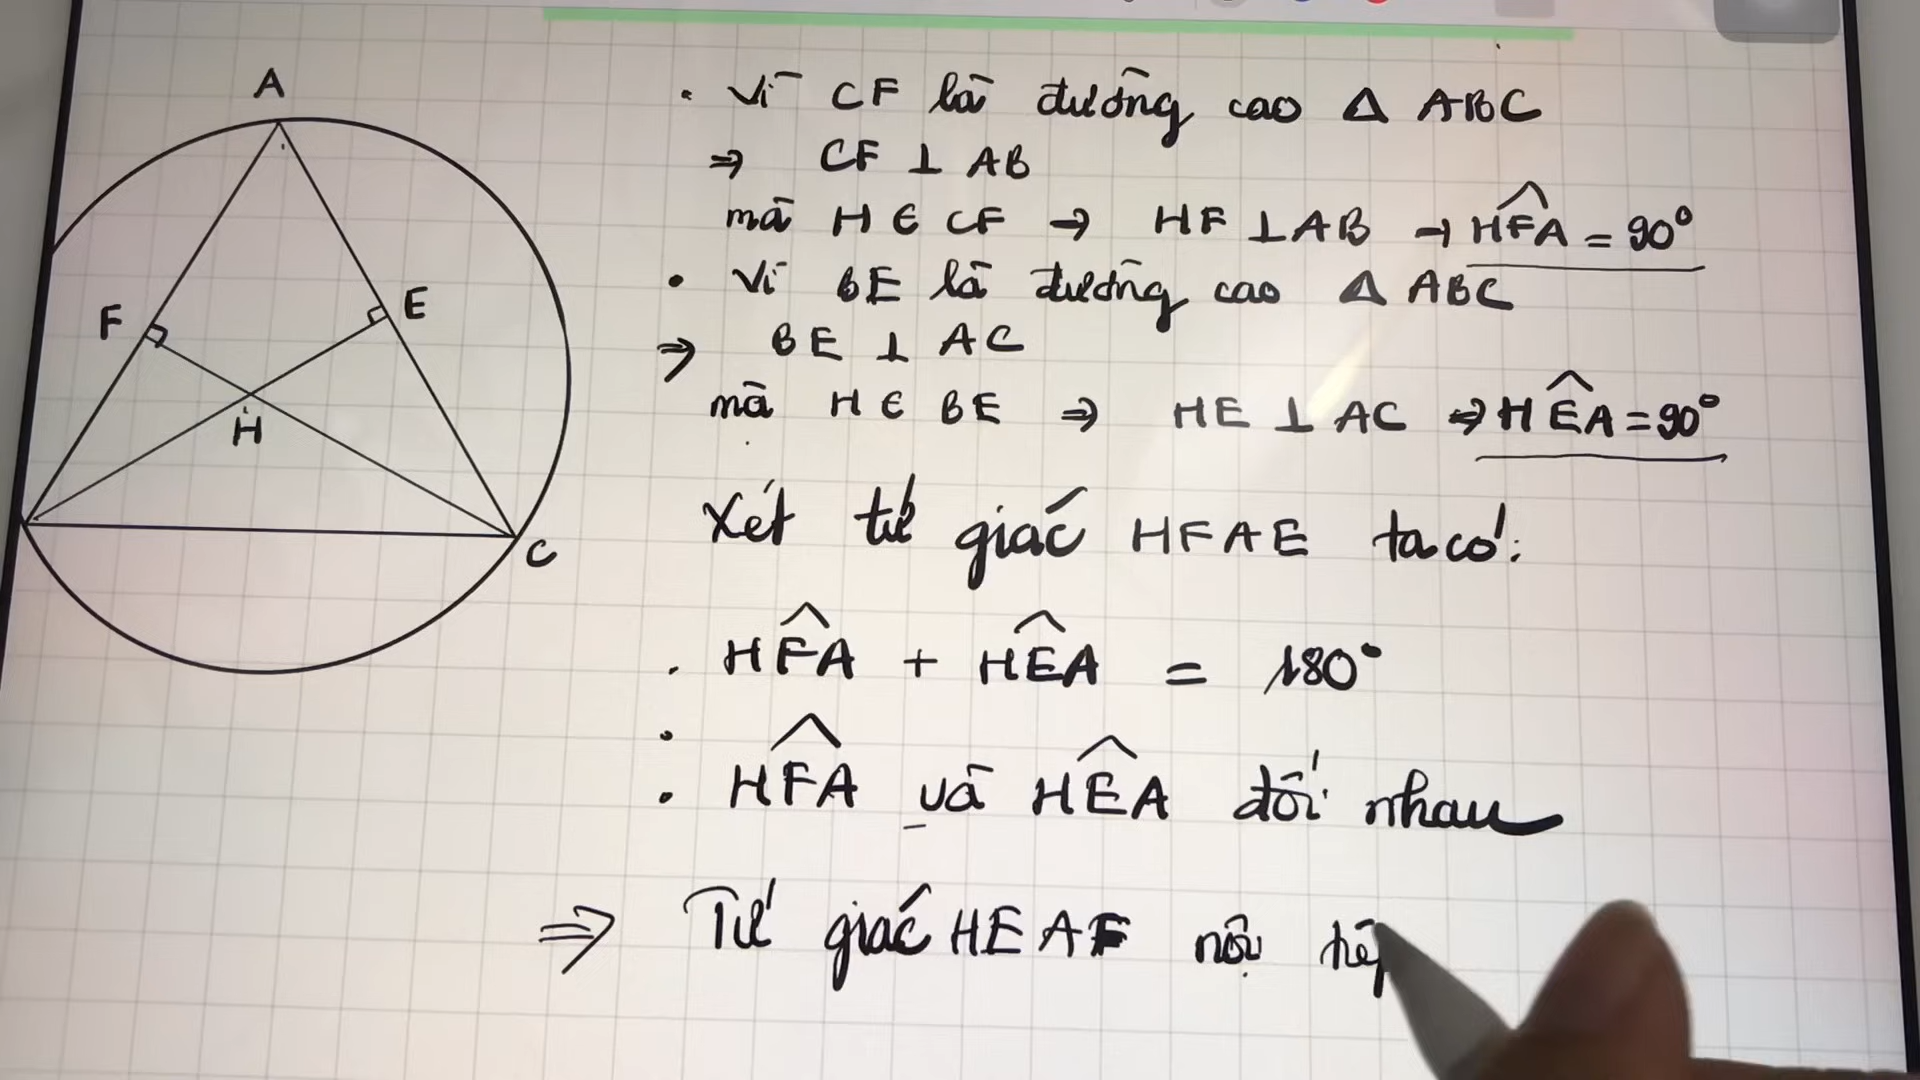 A
F
E
H
C
• Vì CF là đường cao Δ ABC
⇒ CF ⊥ AB
mà H ∈ CF → HF ⊥ AB → HFA = 90°
• Vì BE là đường cao Δ ABC
⇒ BE ⊥ AC
mà H ∈ BE ⇒ HE ⊥ AC ⇒ HEA = 90°
Xét tứ giác HFAE ta có:
. HFA + HEA = 180°
: HFA và HEA đối nhau
⇒ Tứ giác HEAF nội